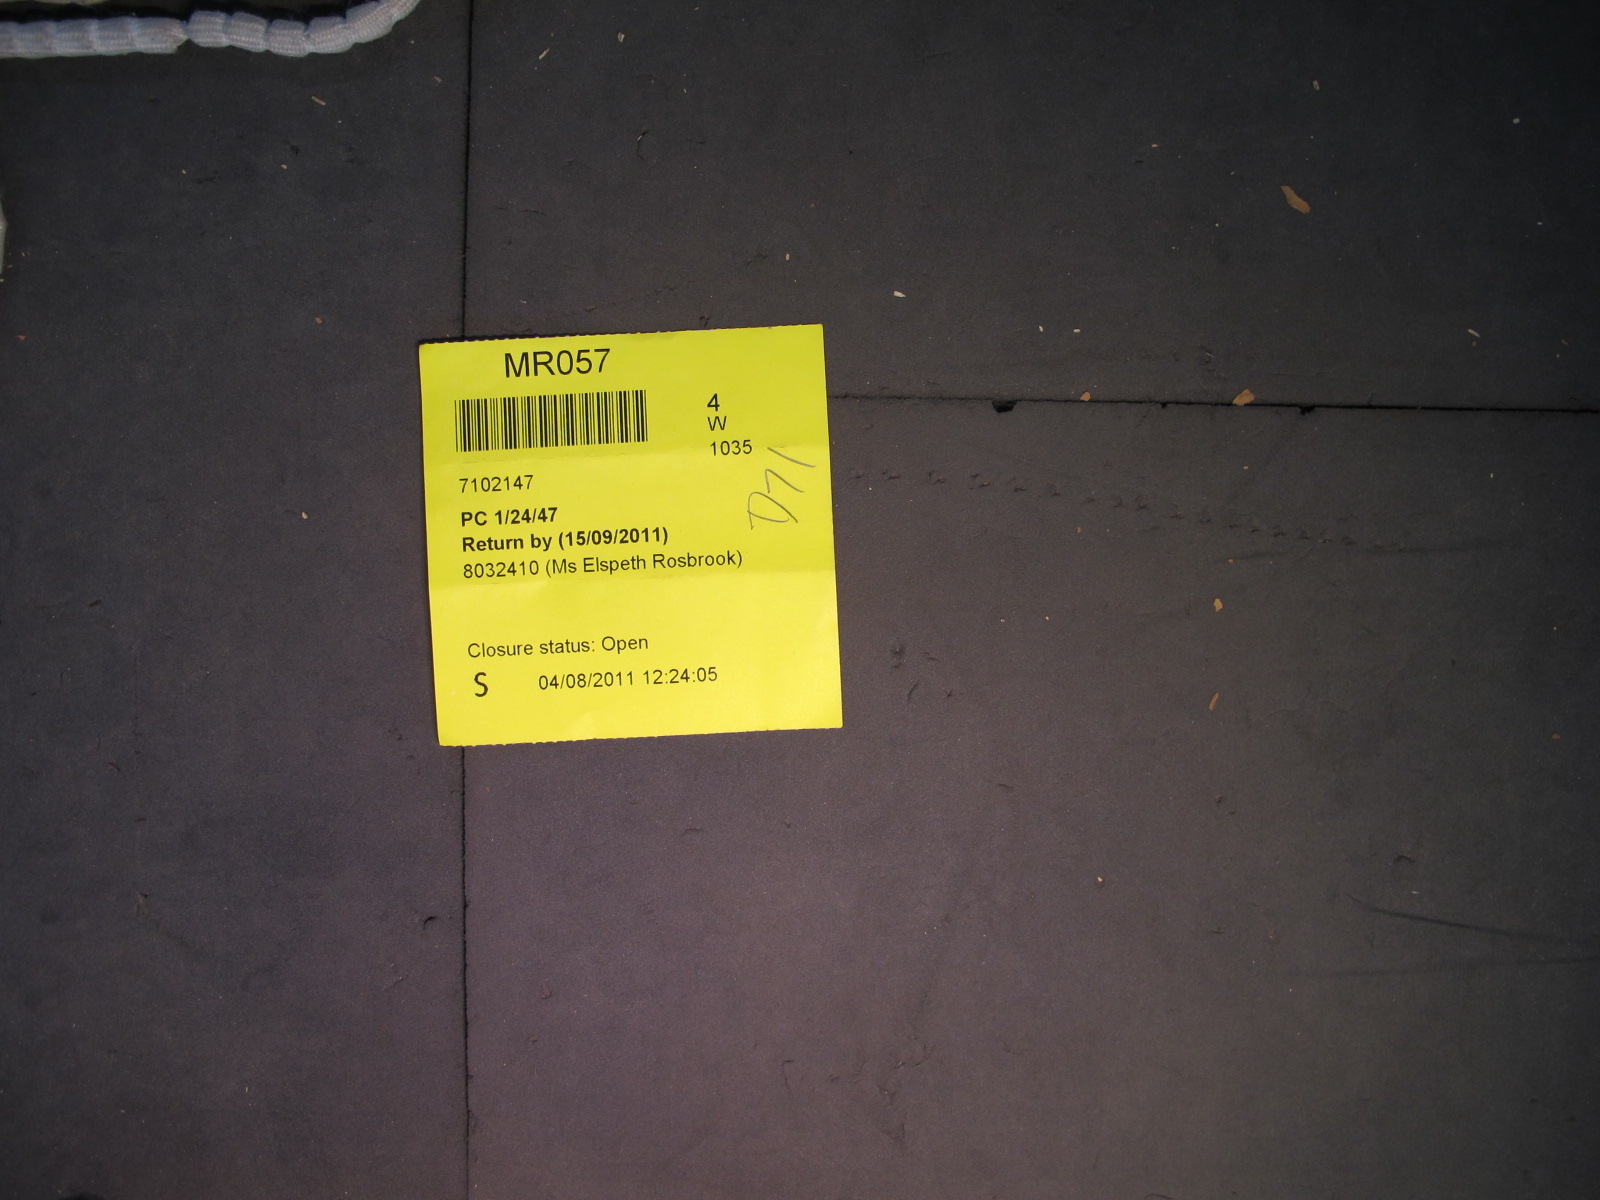 MR057
4
W
1035
7102147
D71
PC 1/24/47
Return by (15/09/2011)
8032410 (Ms Elspeth Rosbrook)
Closure status: Open
S 04/08/2011 12:24:05